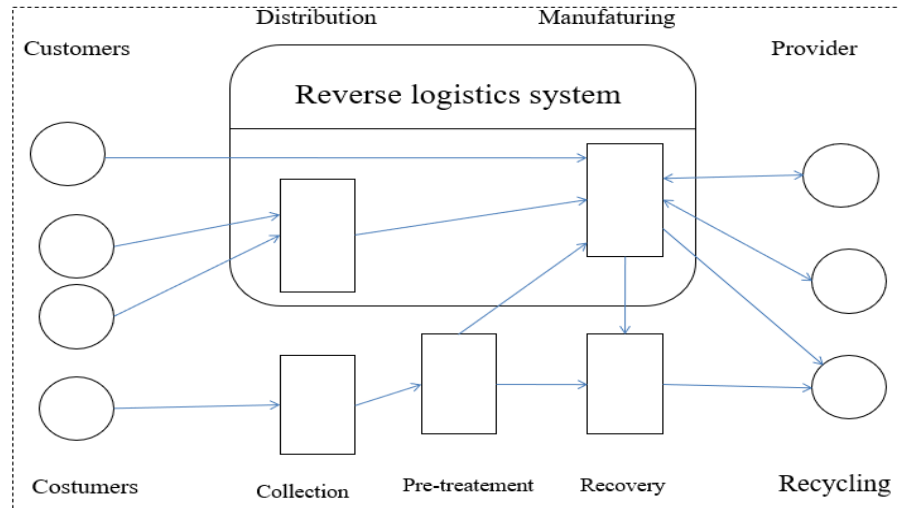 Distribution
Manufaturing
Customers
Provider
Reverse logistics system
Costumers
Collection
Pre-treatement
Recovery
Recycling